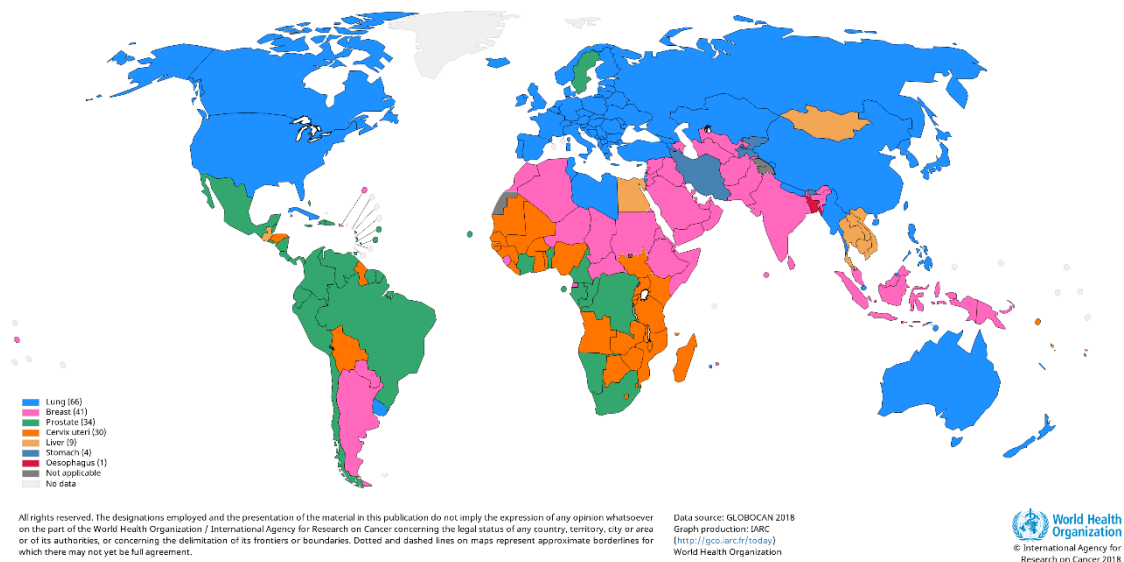 Lung (66)
Breast (41)
Prostate (34)
Cervix uteri (30)
Liver (9)
Stomach (4)
Oesophagus (1)
Not applicable
No data
All rights reserved. The designations employed and the presentation of the material in this publication do not imply the expression of any opinion whatsoever
on the part of the World Health Organization / International Agency for Research on Cancer concerning the legal status of any country, territory, city or area
or of its authorities, or concerning the delimitation of its frontiers or boundaries. Dotted and dashed lines on maps represent approximate borderlines for
which there may not yet be full agreement.
Data source: GLOBOCAN 2018
Graph production: IARC
(http://gco.iarc.fr/today)
World Health Organization
World Health
Organization
© International Agency for
Research on Cancer 2018